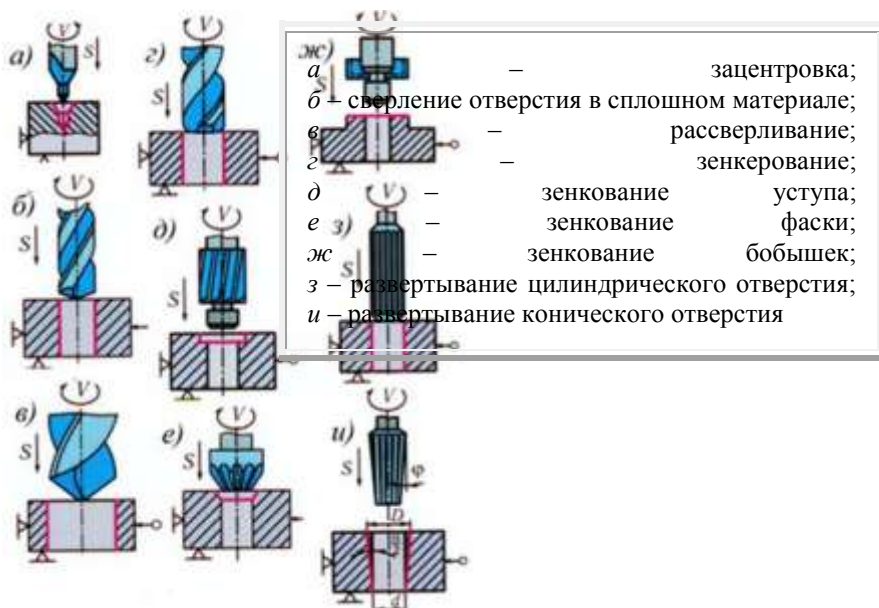 а)
V
S
г)
V
S
ж)
V
S
а – зацентровка;
б – сверление отверстия в сплошном материале;
в – рассверливание;
г – зенкерование;
д – зенкование уступа;
е – зенкование фаски;
ж – зенкование бобышек;
з – развертывание цилиндрического отверстия;
и – развертывание конического отверстия
б)
V
S
д)
V
S
з)
V
S
в)
V
S
е)
V
S
и)
V
S
φ
D
d